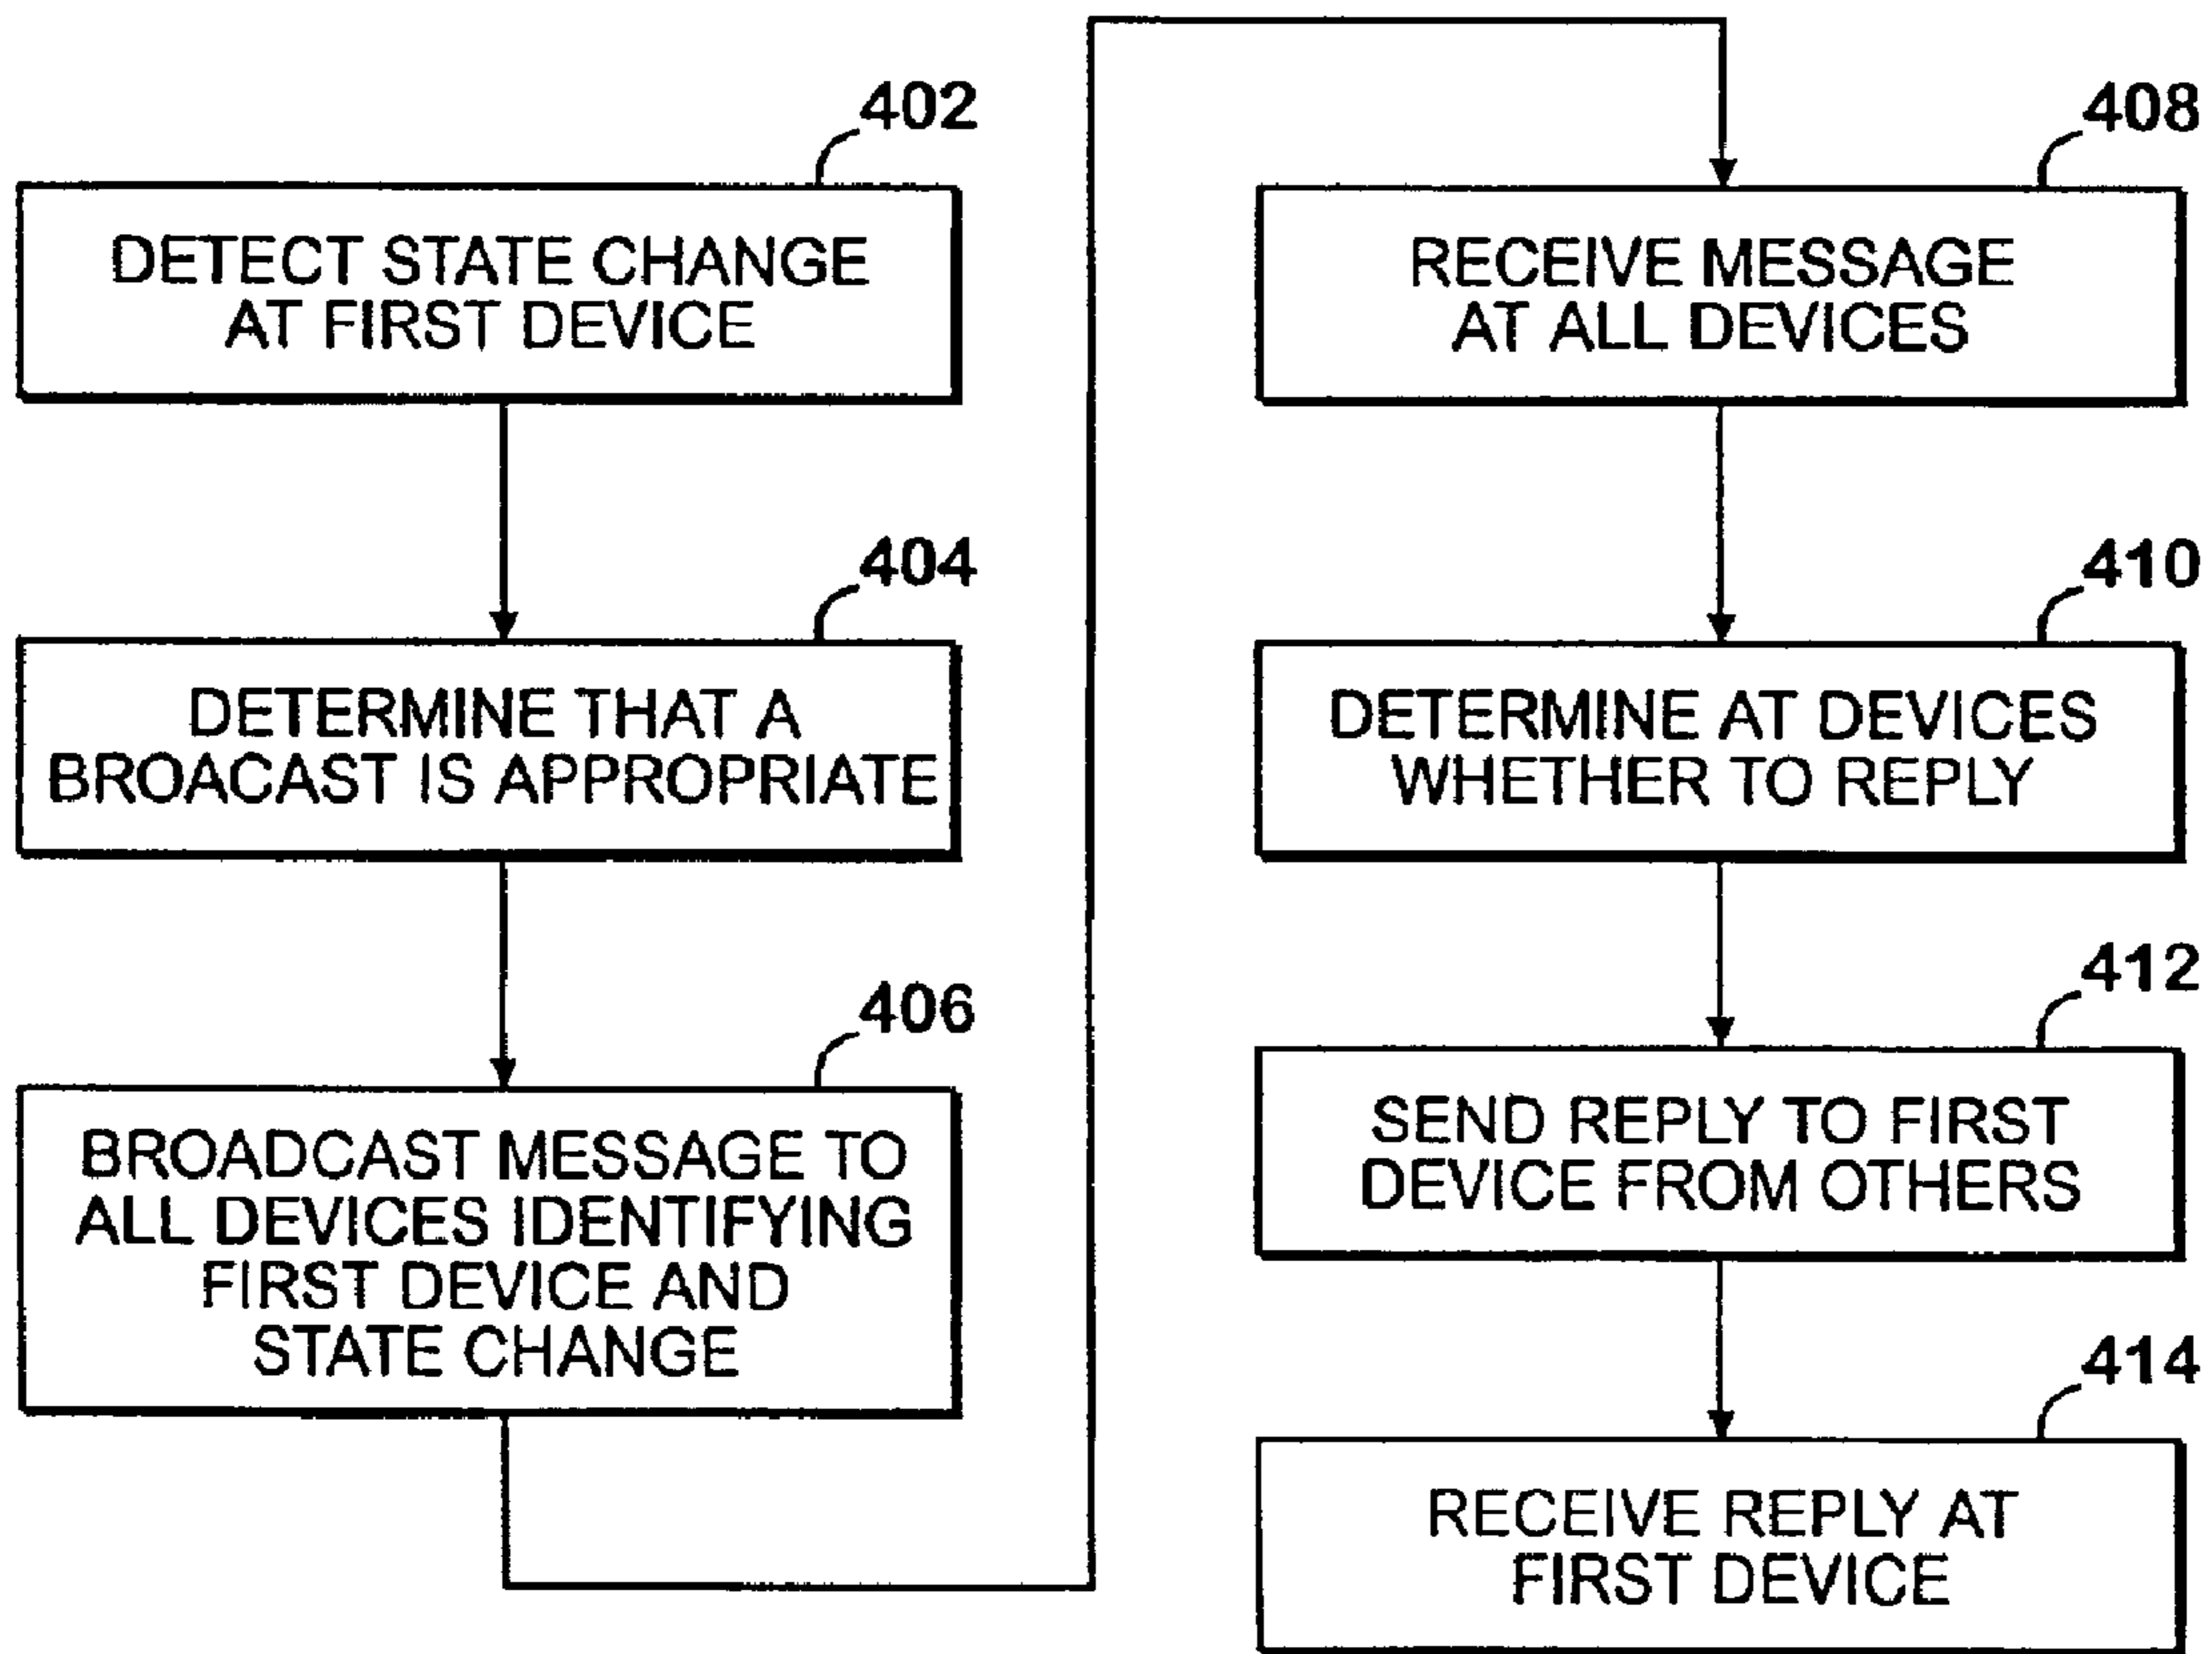 402
DETECT STATE CHANGE
AT FIRST DEVICE
404
DETERMINE THAT A
BROACAST IS APPROPRIATE
406
BROADCAST MESSAGE TO
ALL DEVICES IDENTIFYING
FIRST DEVICE AND
STATE CHANGE
408
RECEIVE MESSAGE
AT ALL DEVICES
410
DETERMINE AT DEVICES
WHETHER TO REPLY
412
SEND REPLY TO FIRST
DEVICE FROM OTHERS
414
RECEIVE REPLY AT
FIRST DEVICE